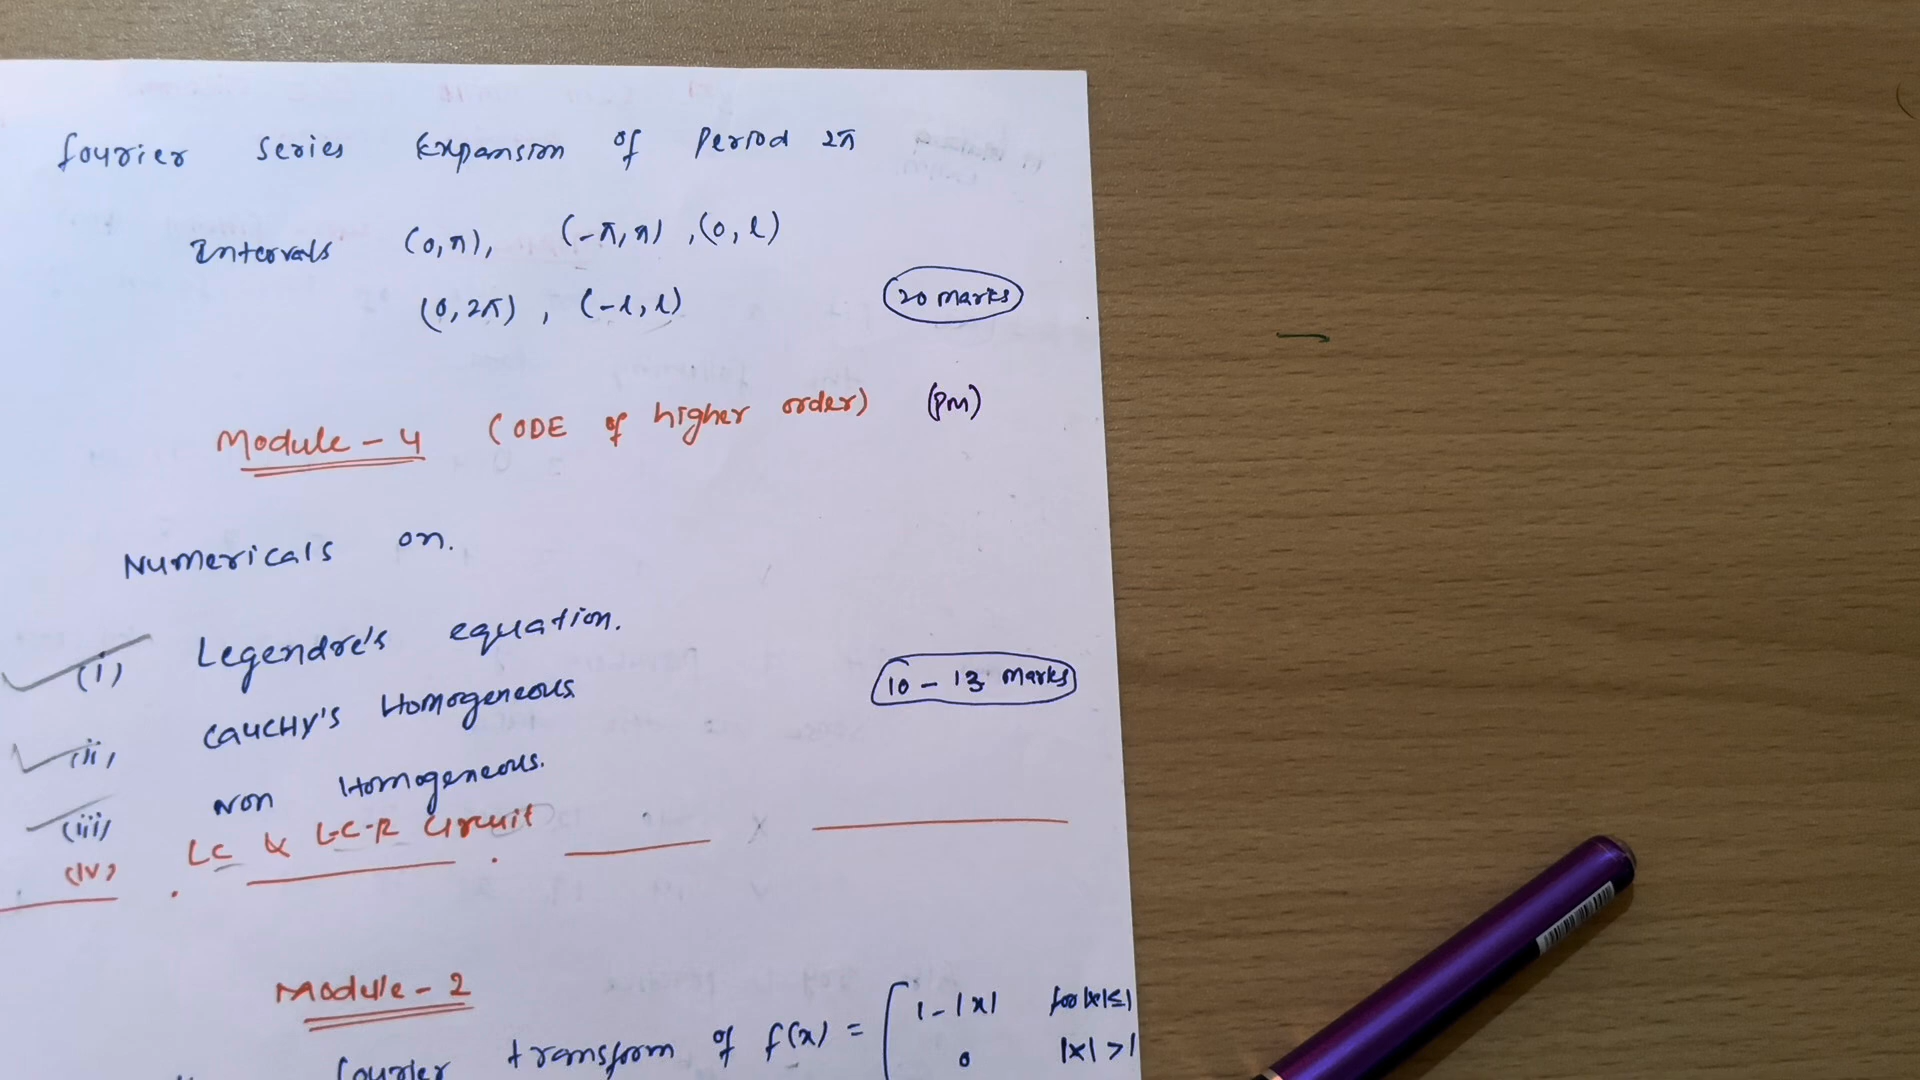 Fourier Series Expansion of Period 2π
Intervals (0,π), (-π,π), (0,l)
(0,2π), (-l,l)
20 marks
Module-4 (ODE of higher order) (PM)
Numericals on.
(i) Legendre's equation.
10 - 13 marks
(ii) CAUCHY's Homogeneous
(iii) Non Homogeneous.
(iv) LC & L-C-R Circuit
Module-2
Fourier transform of f(x) = { 1-|x| for |x|≤1
0 |x|>1